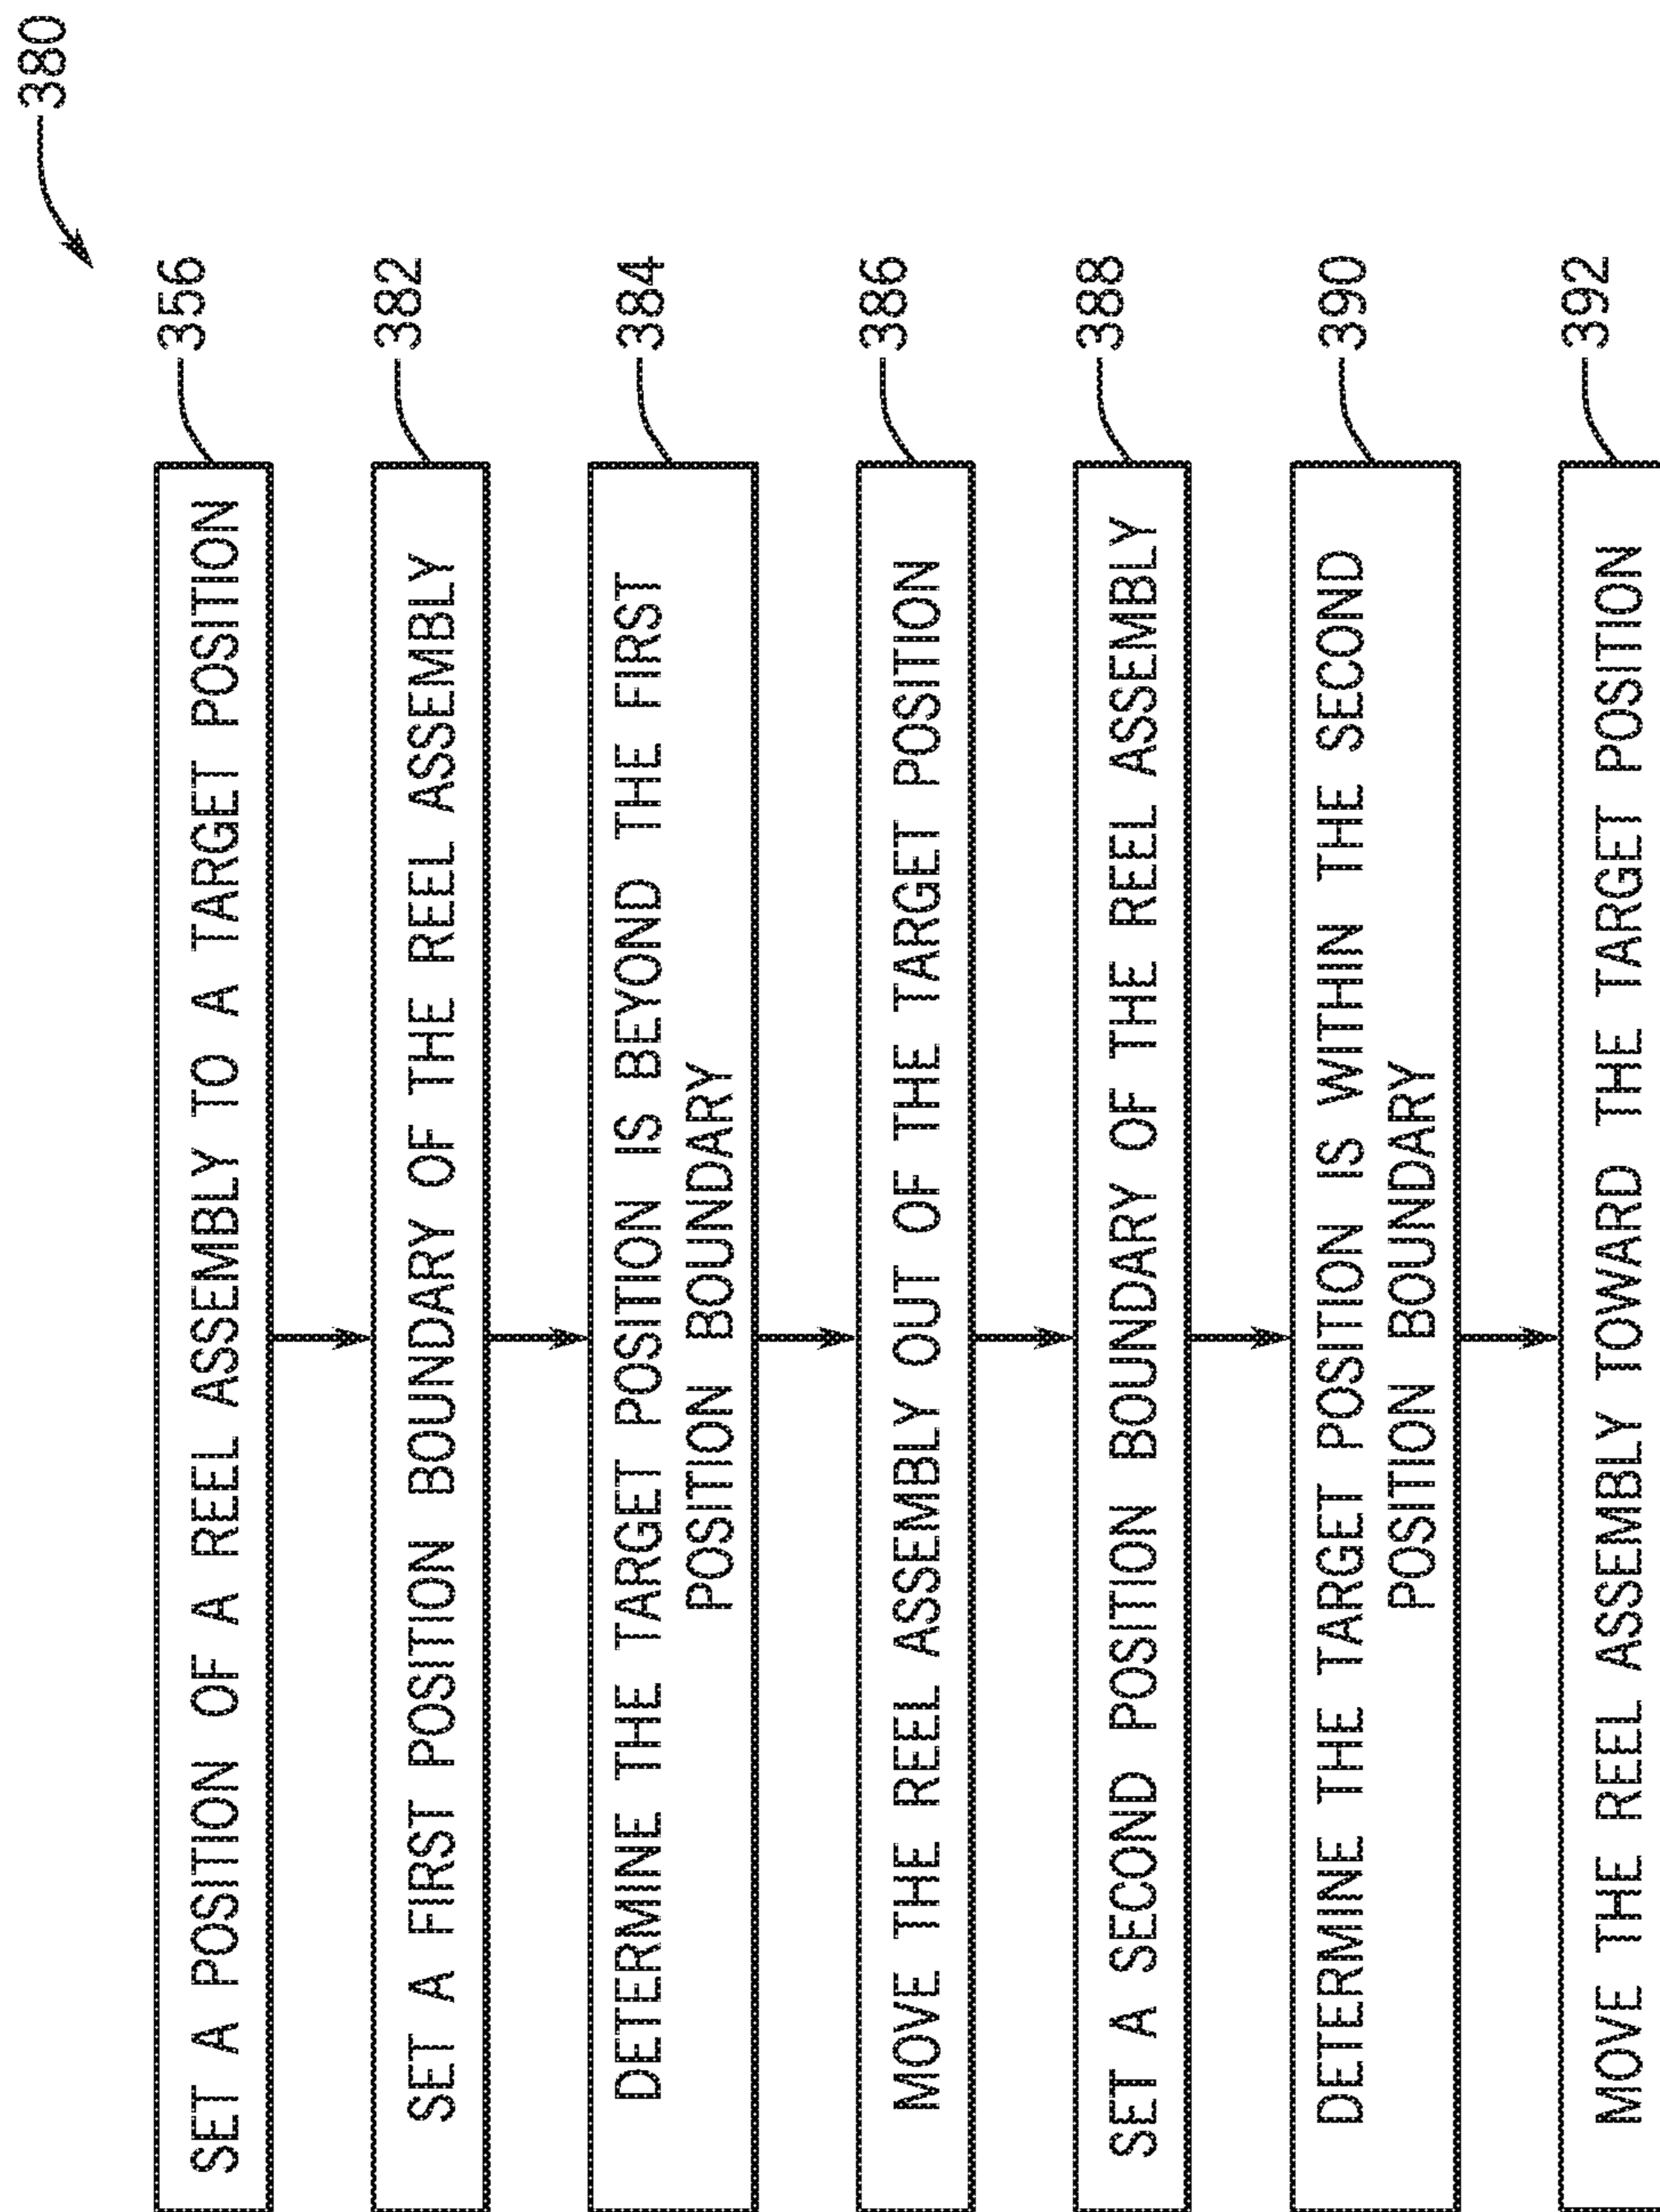 380
SET A POSITION OF A REEL ASSEMBLY TO A TARGET POSITION
356
SET A FIRST POSITION BOUNDARY OF THE REEL ASSEMBLY
382
DETERMINE THE TARGET POSITION IS BEYOND THE FIRST
POSITION BOUNDARY
384
MOVE THE REEL ASSEMBLY OUT OF THE TARGET POSITION
386
SET A SECOND POSITION BOUNDARY OF THE REEL ASSEMBLY
388
DETERMINE THE TARGET POSITION IS WITHIN THE SECOND
POSITION BOUNDARY
390
MOVE THE REEL ASSEMBLY TOWARD THE TARGET POSITION
392